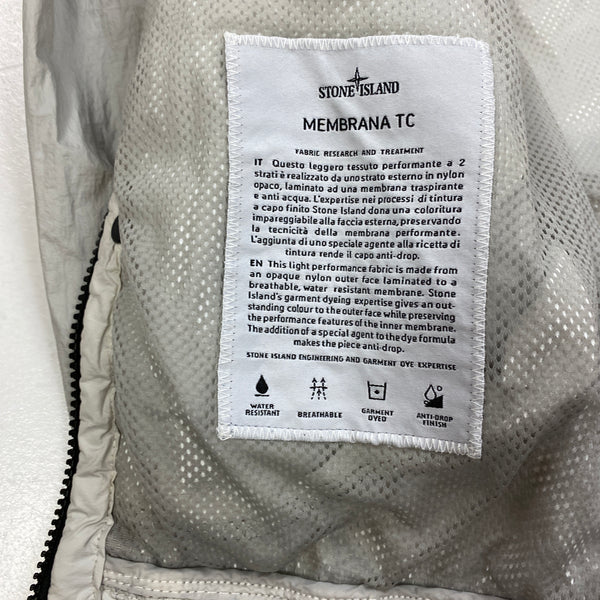 STONE ISLAND
MEMBRANA TC
FABRIC RESEARCH AND TREATMENT
IT Questo leggero tessuto performante a 2
strati è realizzato da uno strato esterno in nylon
opaco, laminato ad una membrana traspirante
e anti acqua. L'expertise nei processi di tintura
a capo finito Stone Island dona una coloritura
impareggiabile alla faccia esterna, preservando
la tecnicità della membrana performante.
L'aggiunta di uno speciale agente alla ricetta di
tintura rende il capo anti-drop.
EN This light performance fabric is made from
an opaque nylon outer face laminated to a
breathable, water resistant membrane. Stone
Island's garment dyeing expertise gives an out-
standing colour to the outer face while preserving
the performance features of the inner membrane.
The addition of a special agent to the dye formula
makes the piece anti-drop.
STONE ISLAND ENGINEERING AND GARMENT DYE EXPERTISE
WATER
RESISTANT
BREATHABLE
GARMENT
DYED
ANTI-DROP
FINISH